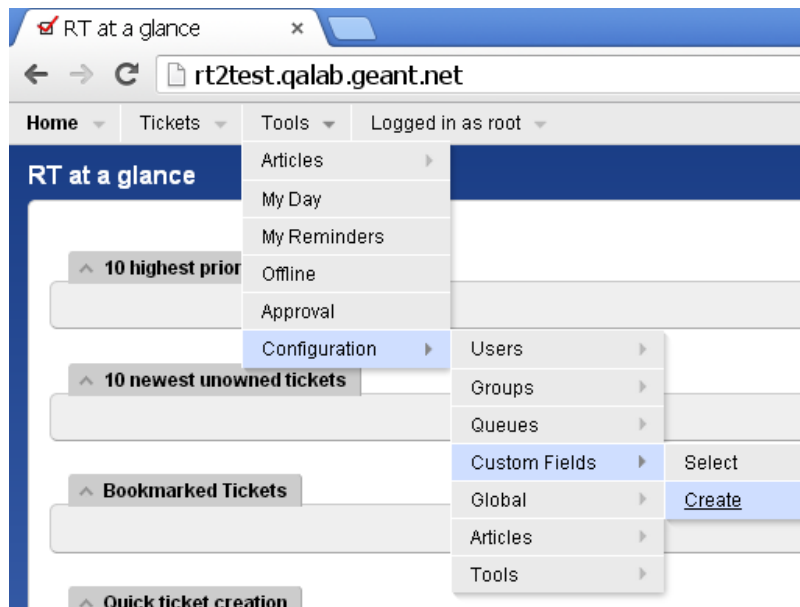 RT at a glance
rt2test.qalab.geant.net
Home Tickets Tools Logged in as root
RT at a glance
Articles
My Day
My Reminders
10 highest prior
Offline
Approval
Configuration
Users
10 newest unowned tickets
Groups
Queues
Custom Fields
Select
Bookmarked Tickets
Global
Create
Articles
Tools
Quick ticket creation